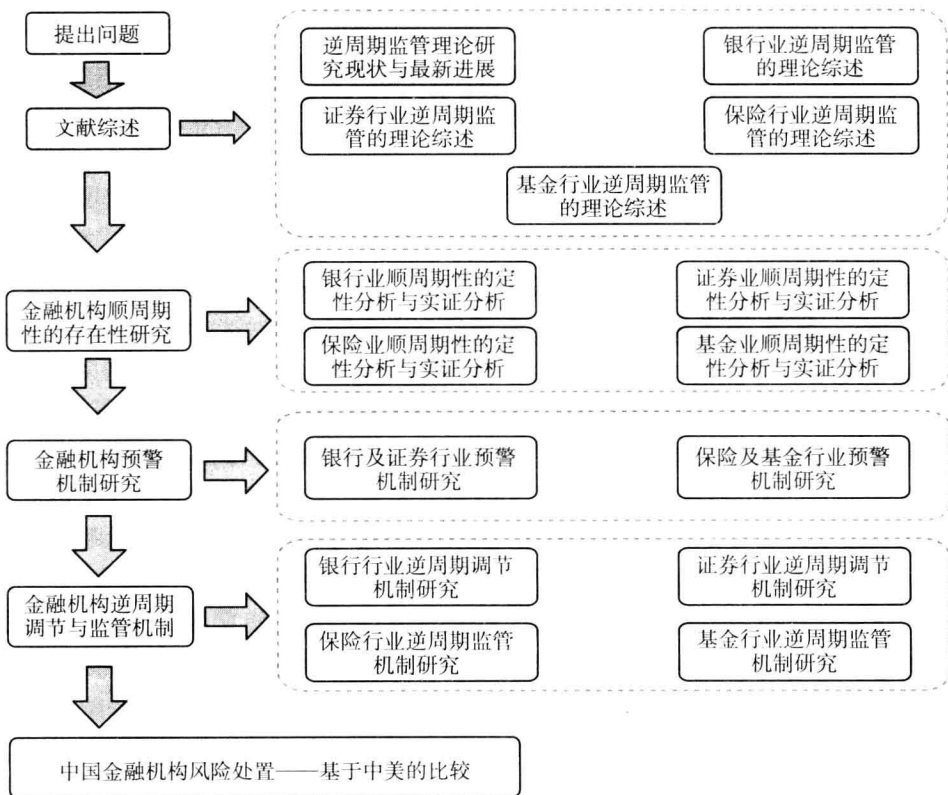 提出问题
文献综述
逆周期监管理论研
究现状与最新进展
银行业逆周期监管
的理论综述
证券行业逆周期监
管的理论综述
保险行业逆周期监
管的理论综述
基金行业逆周期监管
的理论综述
金融机构顺周期
性的存在性研究
银行业顺周期性的定
性分析与实证分析
证券业顺周期性的定
性分析与实证分析
保险业顺周期性的定
性分析与实证分析
基金业顺周期性的定
性分析与实证分析
金融机构预警
机制研究
银行及证券行业预警
机制研究
保险及基金行业预警
机制研究
金融机构逆周期
调节与监管机制
银行行业逆周期调节
机制研究
证券行业逆周期调节
机制研究
保险行业逆周期监管
机制研究
基金行业逆周期监管
机制研究
中国金融机构风险处置——基于中美的比较